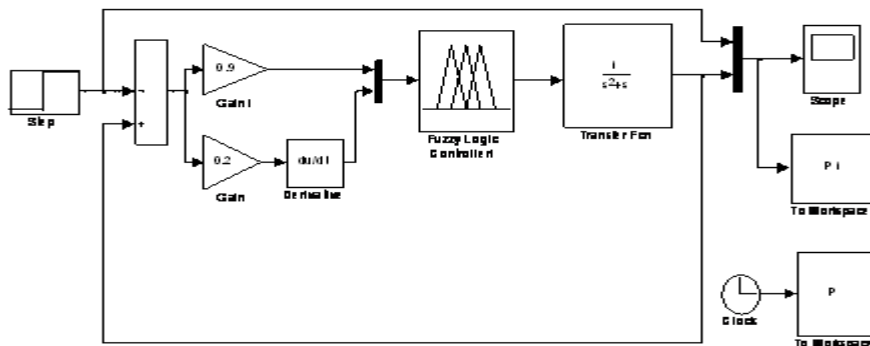 Step
-
+
0.9
Gain1
0.2
Gain
du/dt
Derivative
Fuzzy Logic
Controller1
1
s2+s
Transfer Fcn
Scope
P1
To Workspace
Clock
P
To Workspace